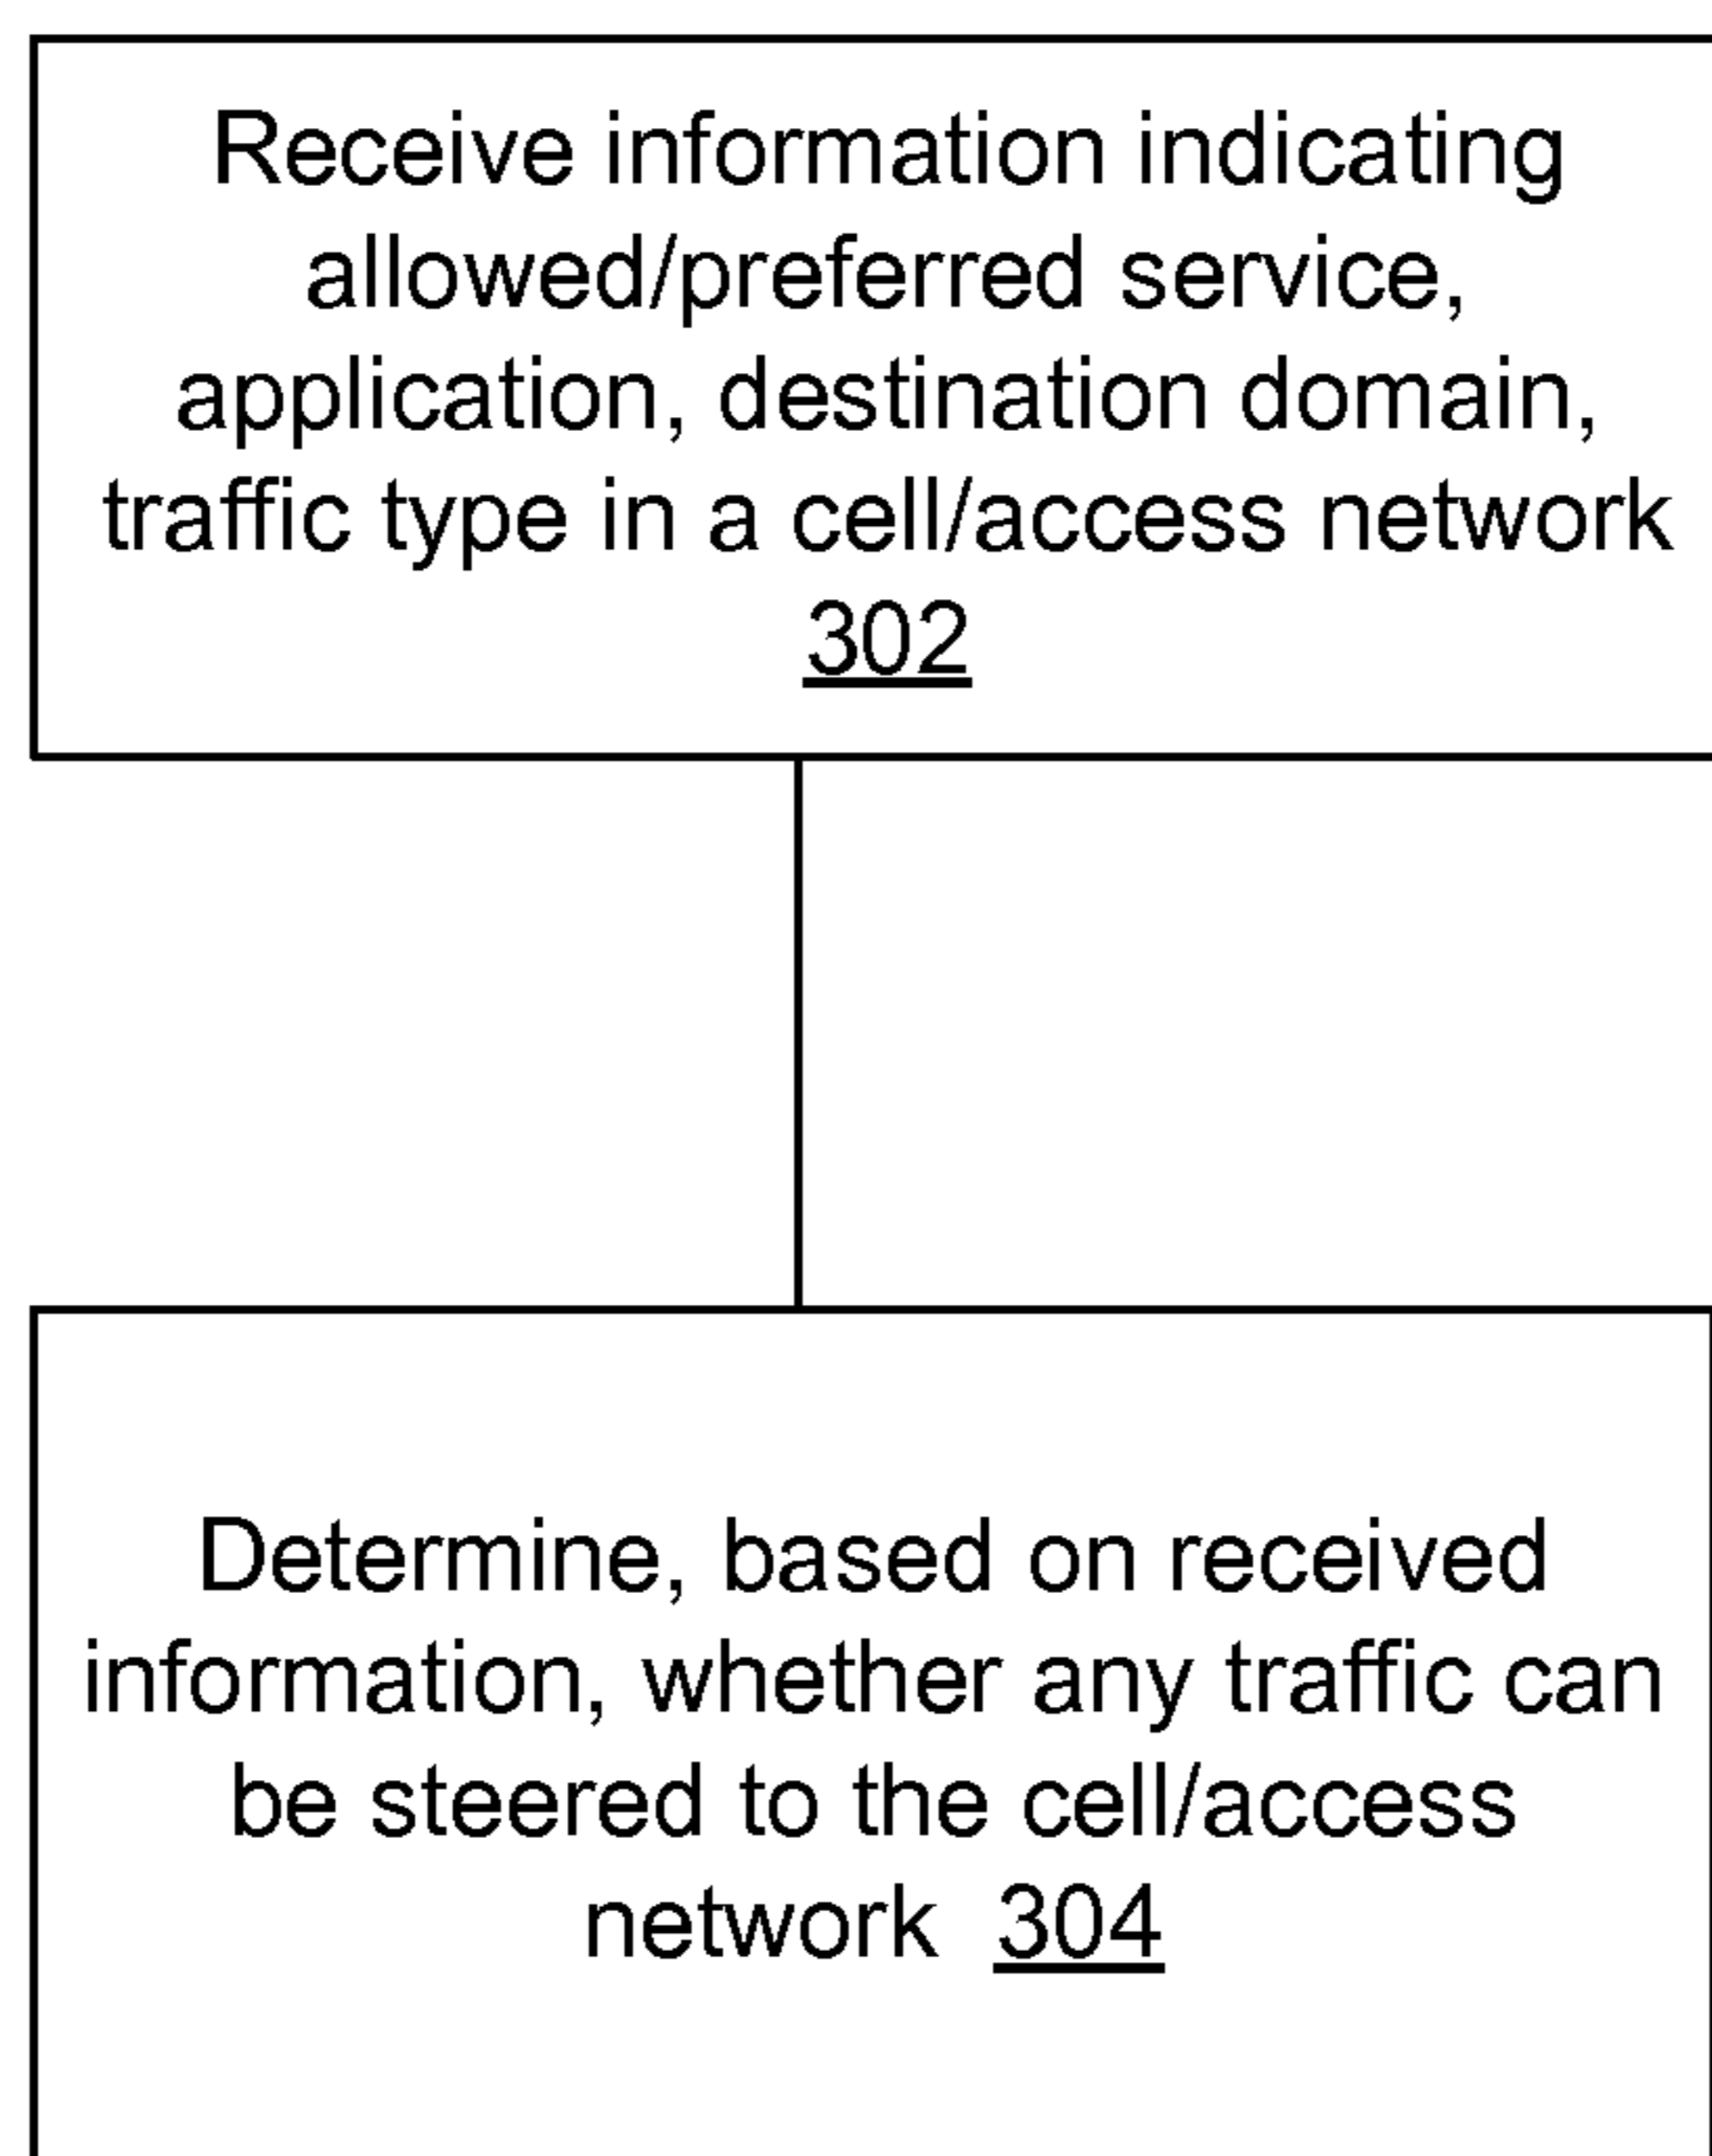 Receive information indicating
allowed/preferred service,
application, destination domain,
traffic type in a cell/access network
302
Determine, based on received
information, whether any traffic can
be steered to the cell/access
network 304